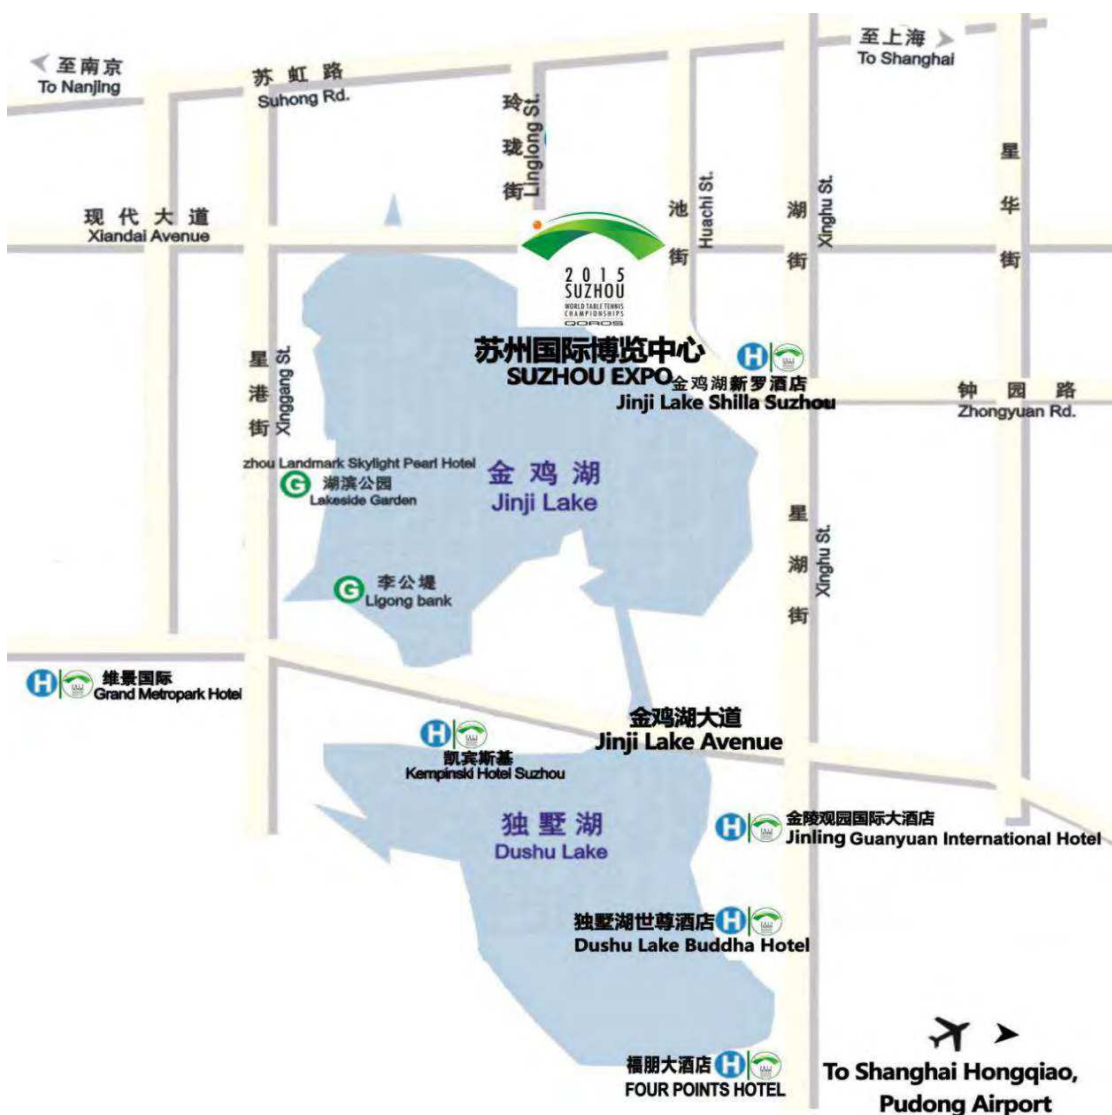 至南京
To Nanjing
苏虹路
Suhong Rd.
至上海
To Shanghai
玲珑街
Linglong St.
现代大道
Xiandai Avenue
池街
Huachi St.
湖街
Xinghu St.
星华街
2015
SUZHOU
WORLD TABLE TENNIS
CHAMPIONSHIPS
QOROS
苏州国际博览中心
SUZHOU EXPO
H
金鸡湖新罗酒店
Jinji Lake Shilla Suzhou
星港街
Xinggang St.
钟园路
Zhongyuan Rd.
zhou Landmark Skylight Pearl Hotel
G
湖滨公园
Lakeside Garden
金鸡湖
Jinji Lake
星湖街
Xinghu St.
G
李公堤
Ligong bank
H
维景国际
Grand Metropark Hotel
金鸡湖大道
Jinji Lake Avenue
H
凯宾斯基
Kempinski Hotel Suzhou
独墅湖
Dushu Lake
H
金陵观园国际大酒店
Jinling Guanyuan International Hotel
独墅湖世尊酒店
H
Dushu Lake Buddha Hotel
福朋大酒店
H
FOUR POINTS HOTEL
To Shanghai Hongqiao,
Pudong Airport